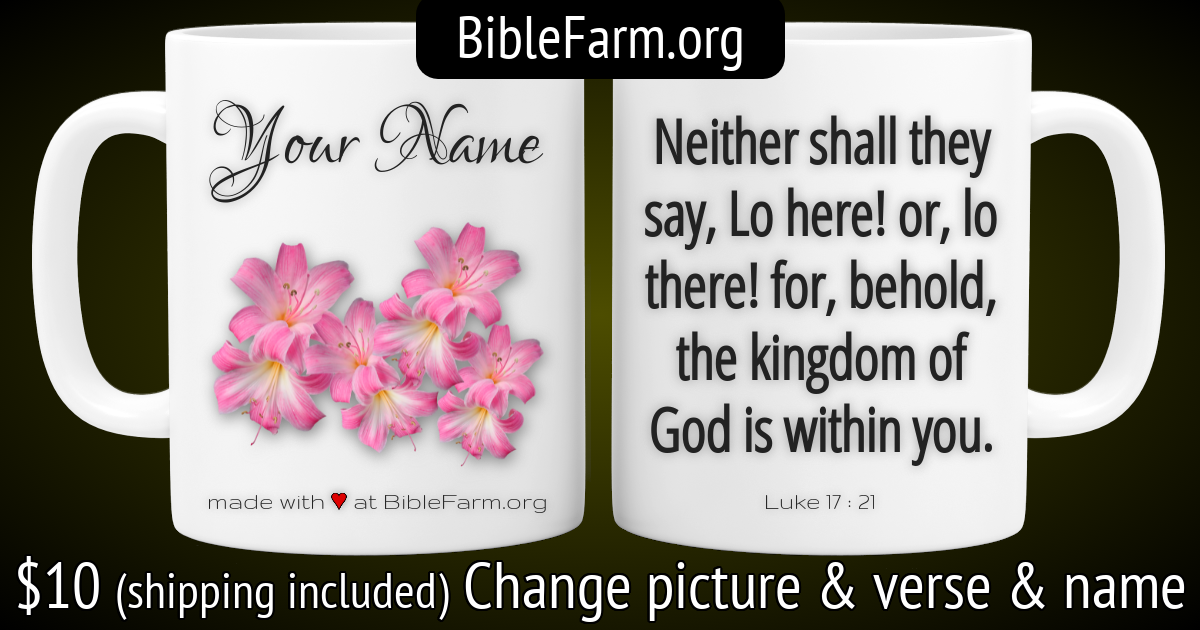 BibleFarm.org
Your Name
made with ♥ at BibleFarm.org
Neither shall they
say, Lo here! or, lo
there! for, behold,
the kingdom of
God is within you.
Luke 17 : 21
$10 (shipping included) Change picture & verse & name